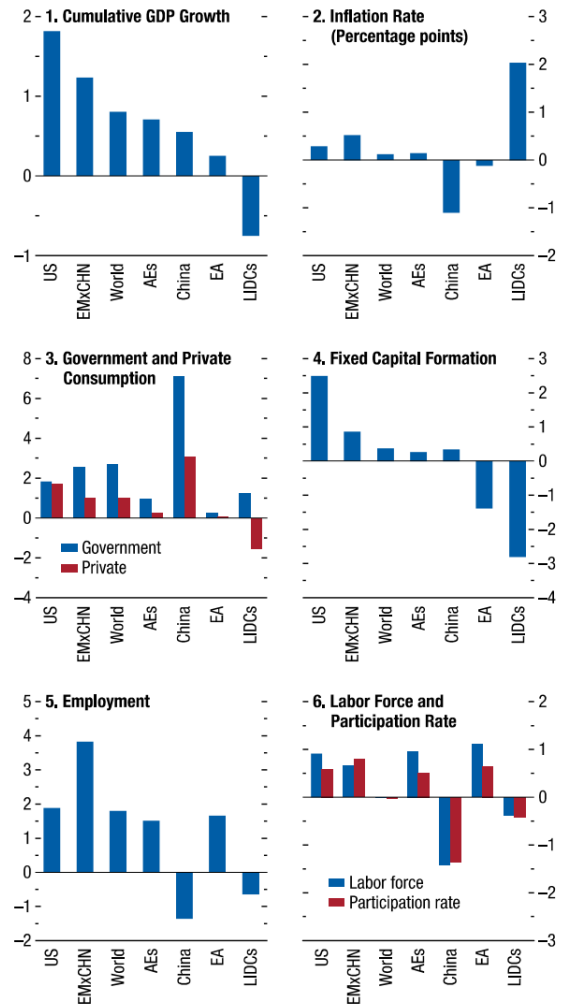 1. Cumulative GDP Growth
2
1
0
–1
US
EMxCHN
World
AEs
China
EA
LIDCs
2. Inflation Rate
(Percentage points)
3
2
1
0
–1
–2
US
EMxCHN
World
AEs
China
EA
LIDCs
3. Government and Private
Consumption
8
6
4
2
0
–2
–4
Government
Private
US
EMxCHN
World
AEs
China
EA
LIDCs
4. Fixed Capital Formation
3
2
1
0
–1
–2
–3
–4
US
EMxCHN
World
AEs
China
EA
LIDCs
5. Employment
5
4
3
2
1
0
–1
–2
US
EMxCHN
World
AEs
China
EA
LIDCs
6. Labor Force and
Participation Rate
2
1
0
–1
–2
–3
Labor force
Participation rate
US
EMxCHN
World
AEs
China
EA
LIDCs